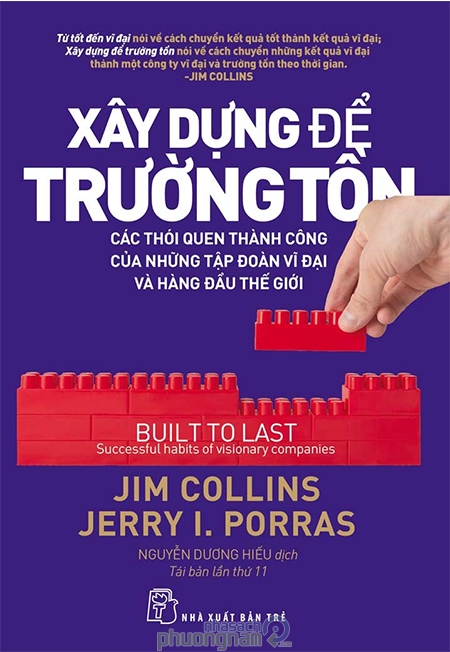 Từ tốt đến vĩ đại nói về cách chuyển kết quả tốt thành kết quả vĩ đại;
Xây dựng để trường tồn nói về cách chuyển những kết quả vĩ đại
thành một công ty vĩ đại và trường tồn theo thời gian.
-JIM COLLINS
XÂY DỰNG ĐỂ
TRƯỜNG TỒN
CÁC THÓI QUEN THÀNH CÔNG
CỦA NHỮNG TẬP ĐOÀN VĨ ĐẠI
VÀ HÀNG ĐẦU THẾ GIỚI
BUILT TO LAST
Successful habits of visionary companies
JIM COLLINS
JERRY I. PORRAS
NGUYỄN DƯƠNG HIẾU dịch
Tái bản lần thứ 11
NHÀ XUẤT BẢN TRẺ
nhasach
phuongnam